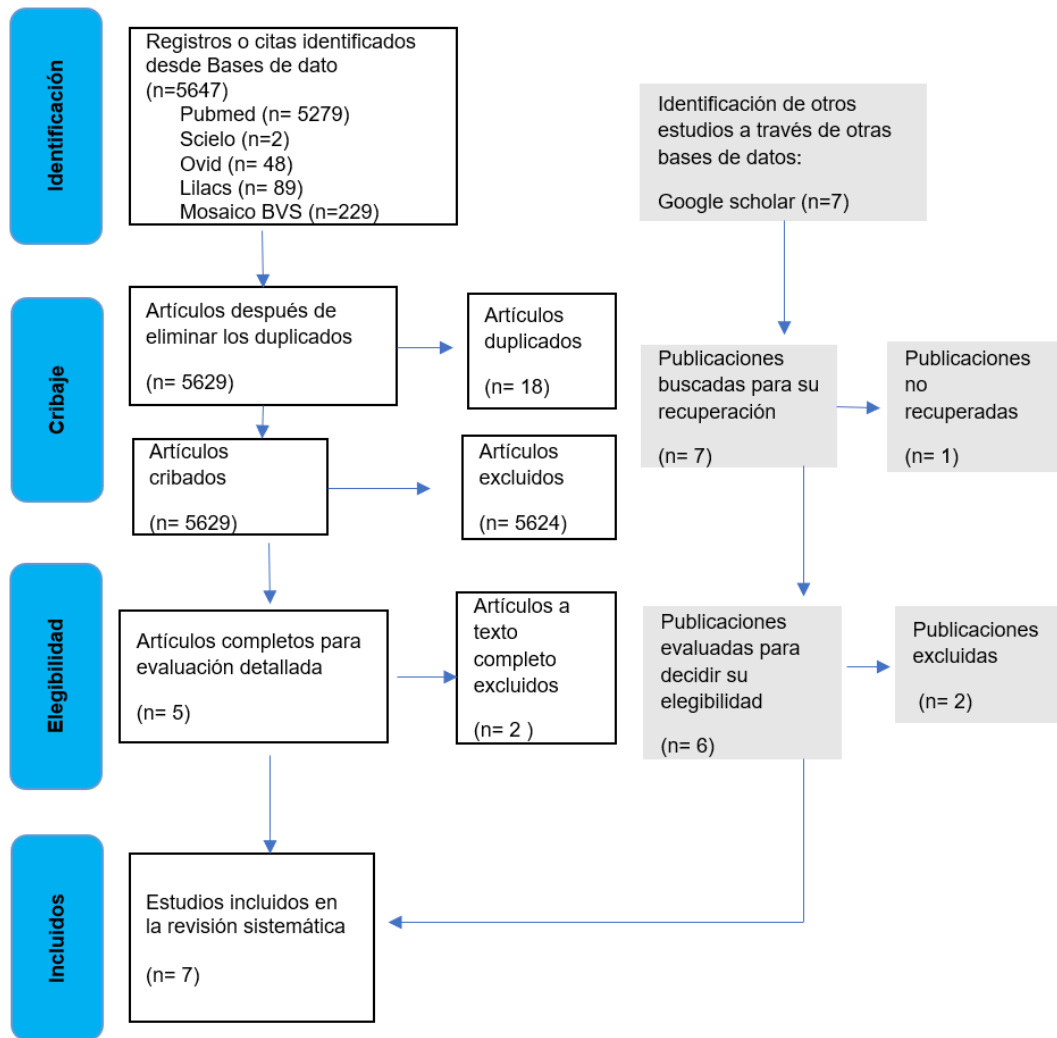 Identificación
Registros o citas identificados
desde Bases de dato
(n=5647)
Pubmed (n= 5279)
Scielo (n=2)
Ovid (n= 48)
Lilacs (n= 89)
Mosaico BVS (n=229)
Identificación de otros
estudios a través de otras
bases de datos:
Google scholar (n=7)
Cribaje
Artículos después de
eliminar los duplicados
(n= 5629)
Artículos
duplicados
(n= 18)
Publicaciones
buscadas para su
recuperación
(n= 7)
Publicaciones
no
recuperadas
(n= 1)
Artículos
cribados
(n= 5629)
Artículos
excluidos
(n= 5624)
Elegibilidad
Artículos completos para
evaluación detallada
(n= 5)
Artículos a
texto
completo
excluidos
(n= 2 )
Publicaciones
evaluadas para
decidir su
elegibilidad
(n= 6)
Publicaciones
excluidas
(n= 2)
Incluidos
Estudios incluidos en
la revisión sistemática
(n= 7)